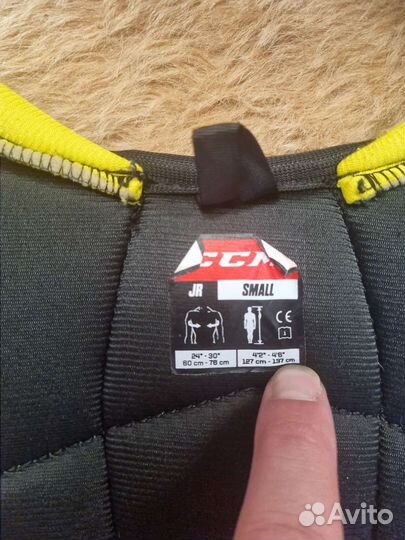 CCM
JR SMALL
CE
24" - 30" 4'2" - 4'6"
60 cm - 76 cm 127 cm - 137 cm
Avito